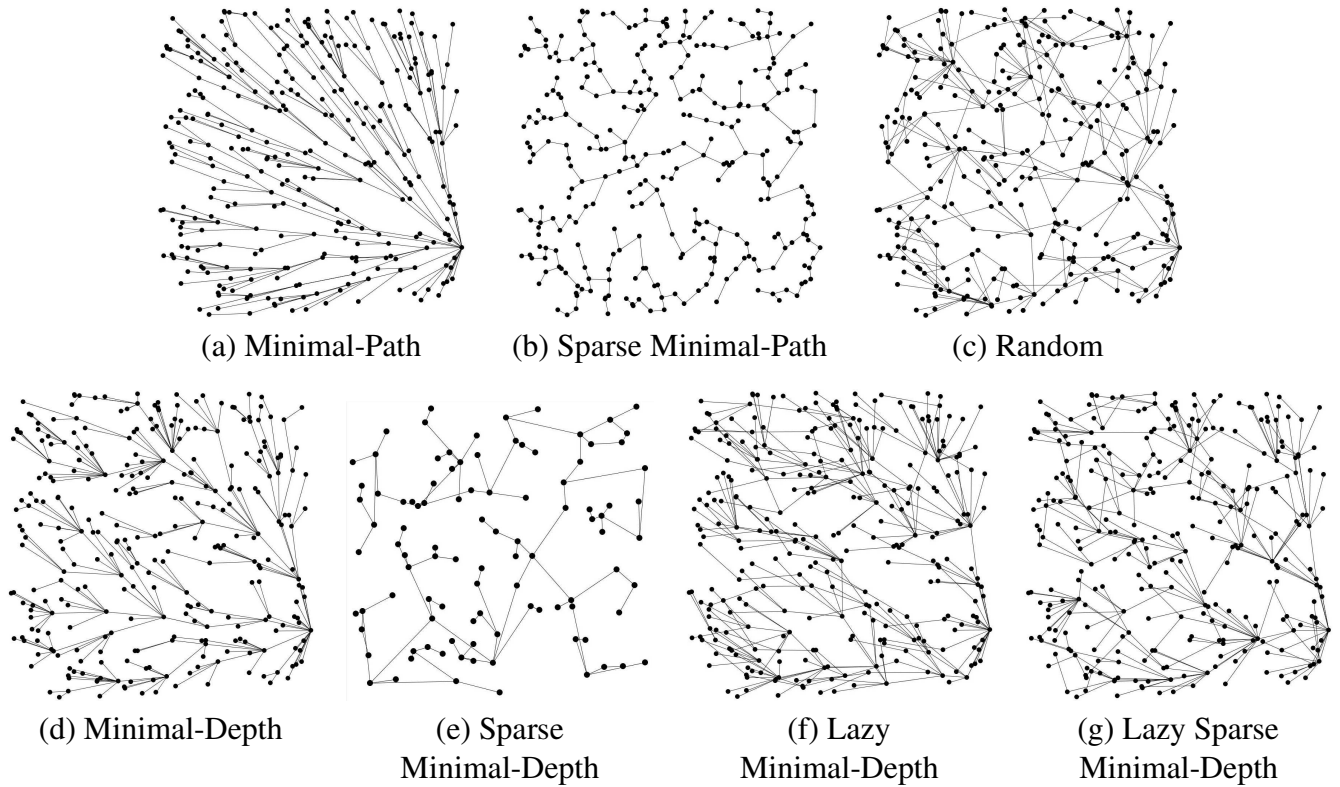 (a) Minimal-Path
(b) Sparse Minimal-Path
(c) Random
(d) Minimal-Depth
(e) Sparse
Minimal-Depth
(f) Lazy
Minimal-Depth
(g) Lazy Sparse
Minimal-Depth